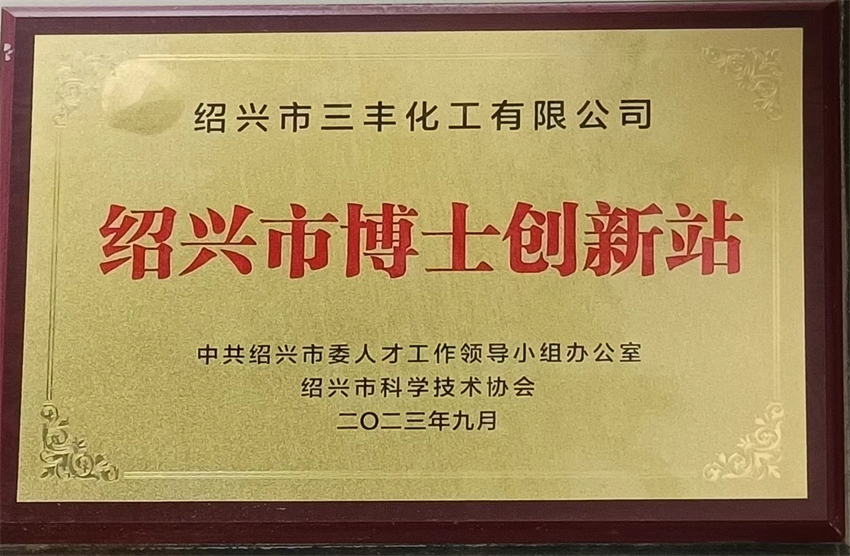 绍兴市三丰化工有限公司
绍兴市博士创新站
中共绍兴市委人才工作领导小组办公室
绍兴市科学技术协会
二〇二三年九月